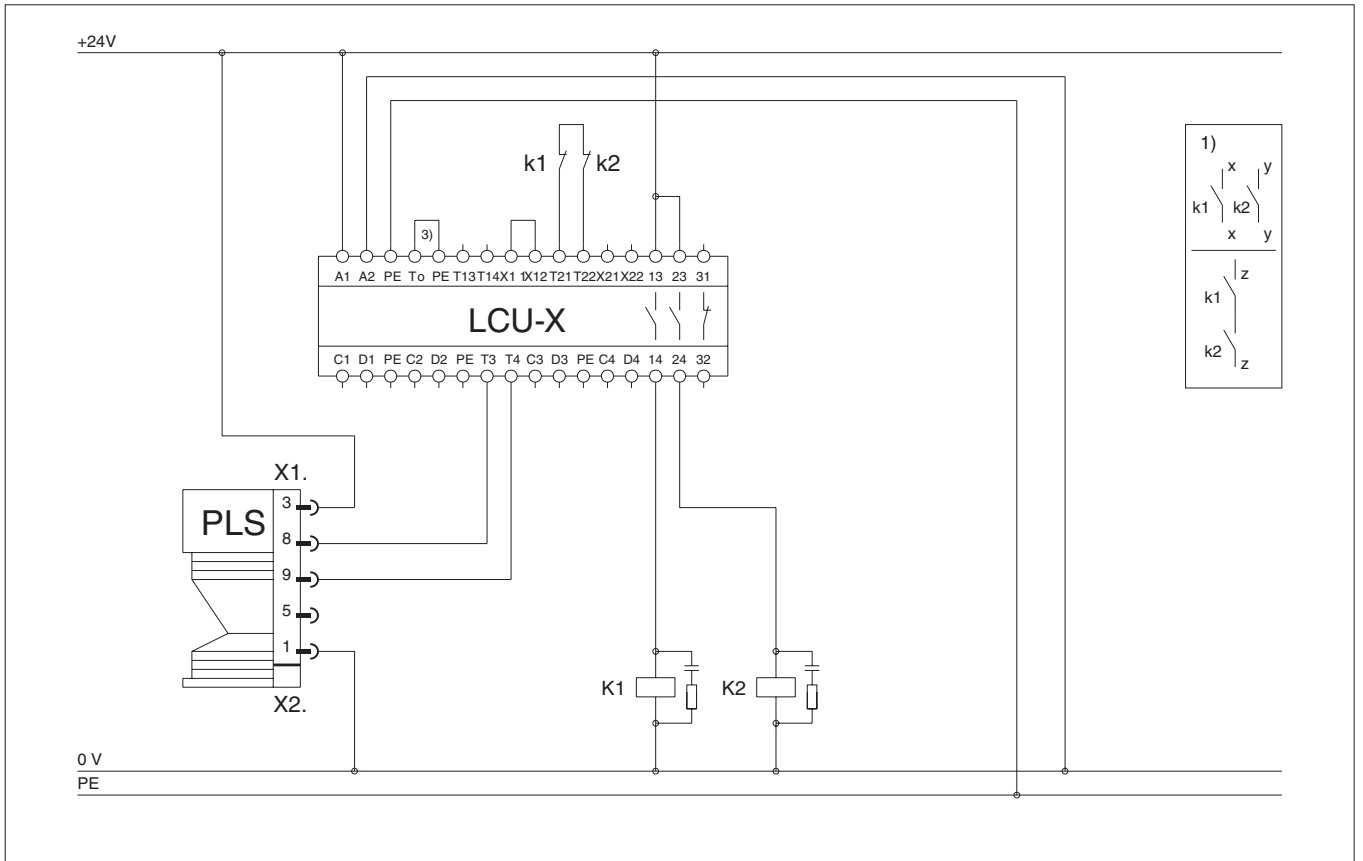 +24V
1)
x y
k1 k2
x y
z
k1
k2
z
k1 k2
3)
A1 A2 PE To PE T13 T14 X1 1 X12 T21 T22 X21 X22 13 23 31
LCU-X
C1 D1 PE C2 D2 PE T3 T4 C3 D3 PE C4 D4 14 24 32
X1.
PLS
3
8
9
5
1
X2.
K1 K2
0 V
PE